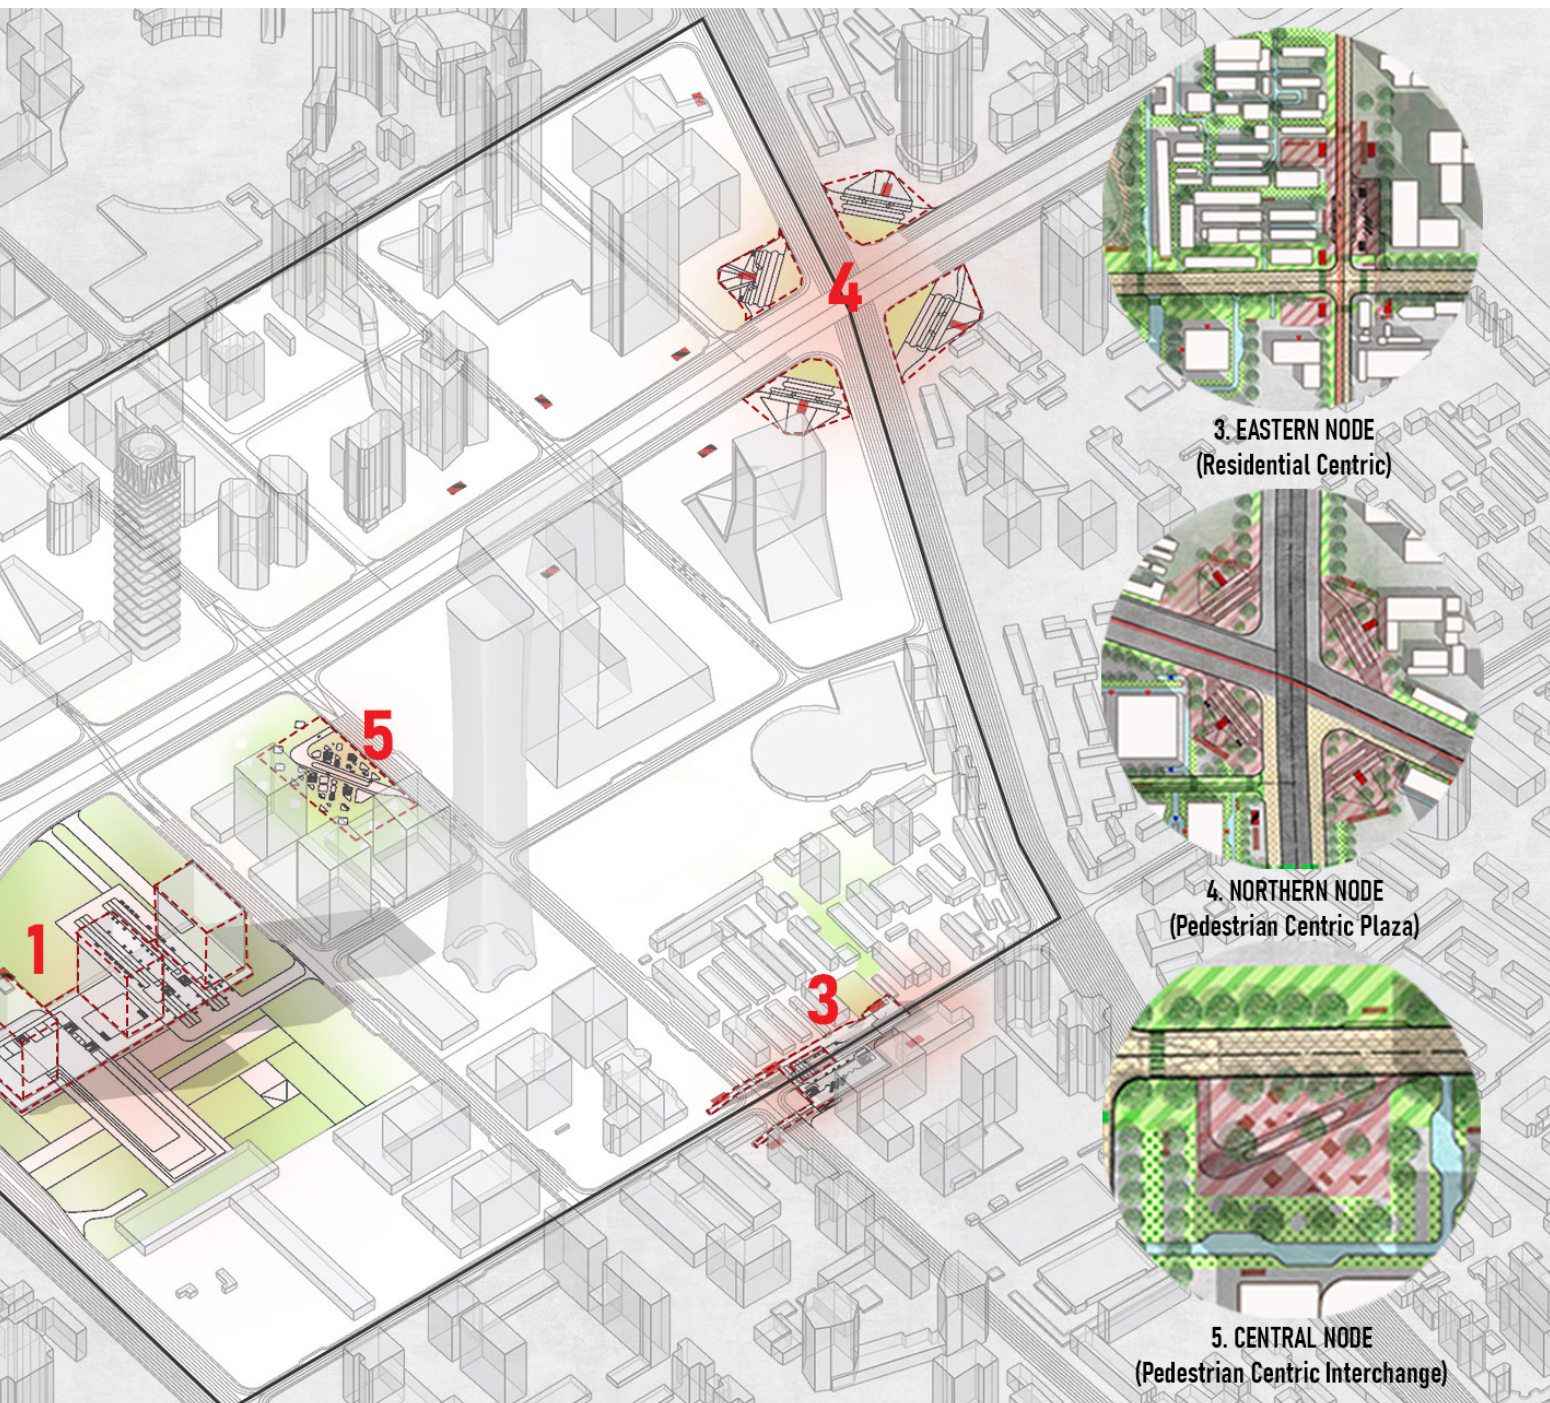 4
5
1
3
3. EASTERN NODE
(Residential Centric)
4. NORTHERN NODE
(Pedestrian Centric Plaza)
5. CENTRAL NODE
(Pedestrian Centric Interchange)